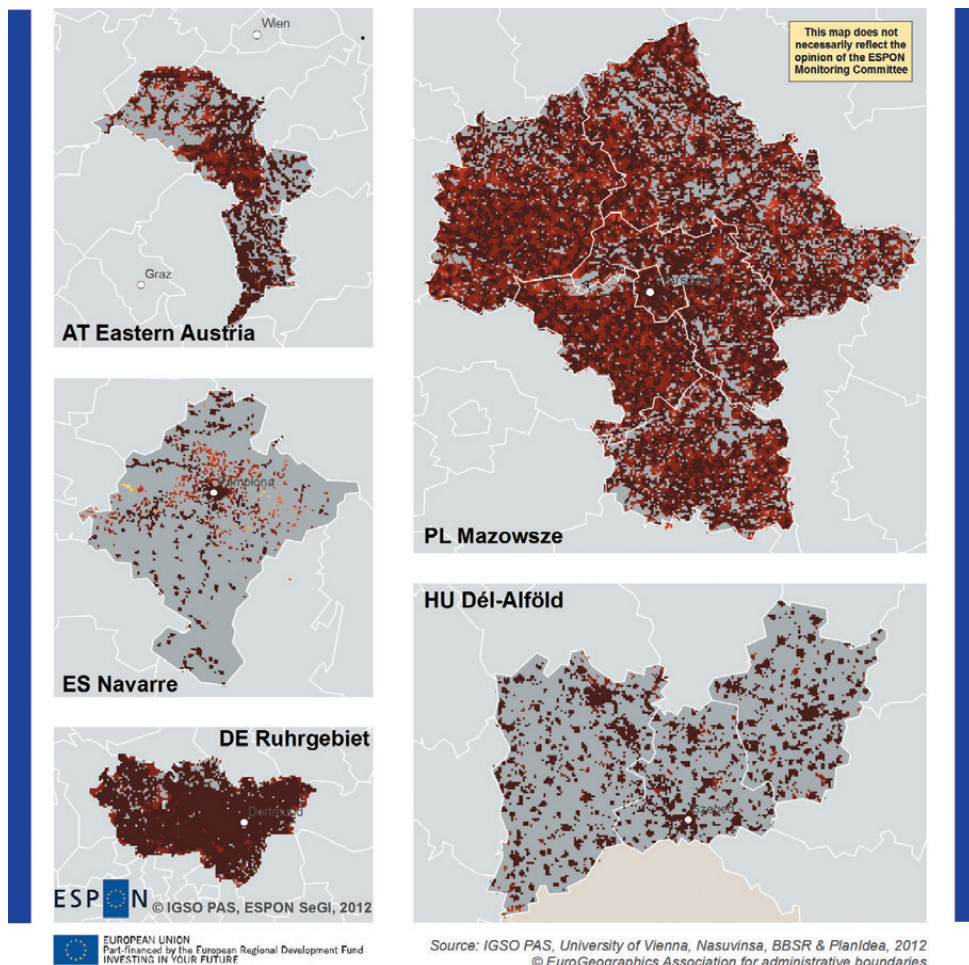 Wien
Graz
AT Eastern Austria
This map does not
necessarily reflect the
opinion of the ESPON
Monitoring Committee
PL Mazowsze
Pamplona
ES Navarre
HU Dél-Alföld
Szeged
DE Ruhrgebiet
Dortmund
ESPON
© IGSO PAS, ESPON SeGI, 2012
EUROPEAN UNION
Part-financed by the European Regional Development Fund
INVESTING IN YOUR FUTURE
Source: IGSO PAS, University of Vienna, Nasuvinsa, BBSR & PlanIdea, 2012
© EuroGeographics Association for administrative boundaries